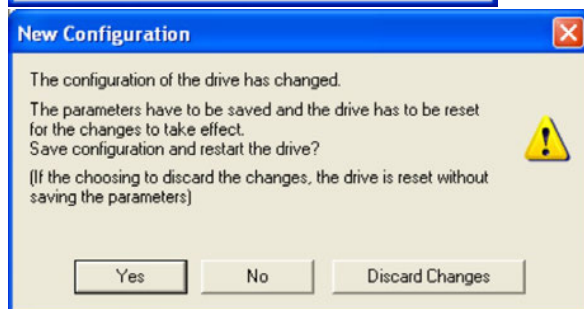 New Configuration
The configuration of the drive has changed.
The parameters have to be saved and the drive has to be reset
for the changes to take effect.
Save configuration and restart the drive?
(If the choosing to discard the changes, the drive is reset without
saving the parameters)
Yes No Discard Changes